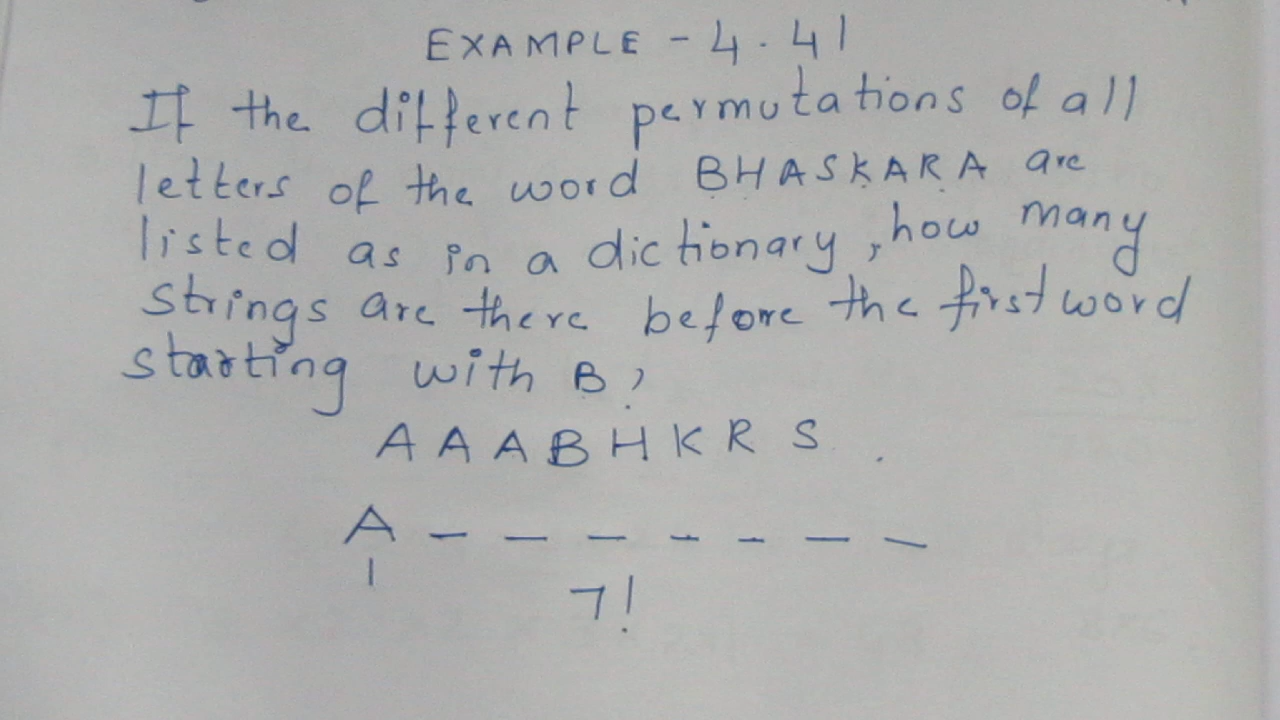 EXAMPLE - 4.41
If the different permutations of all
letters of the word BHASKARA are
listed as in a dictionary, how many
strings are there before the first word
starting with B?
A A A B H K R S .
A _ _ _ _ _ _ _
1
7!